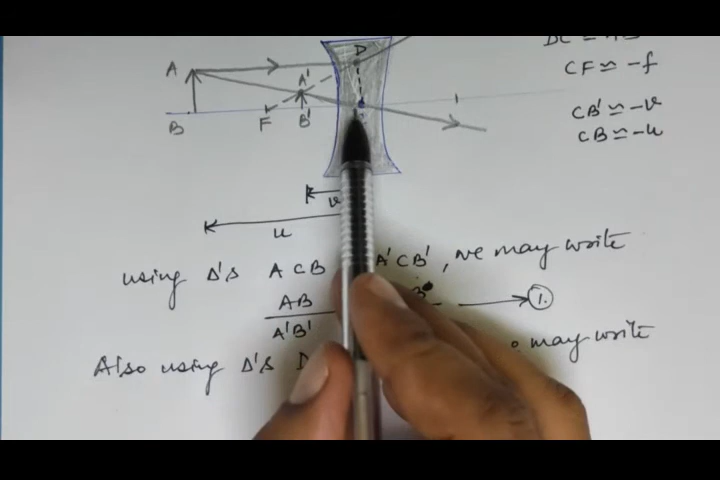 D
A
A'
CF ≃ -f
B
F
B'
CB' ≃ -v
CB ≃ -u
v
u
using Δ's ACB A'CB', we may write
AB
A'B'
1.
Also using Δ's D may write